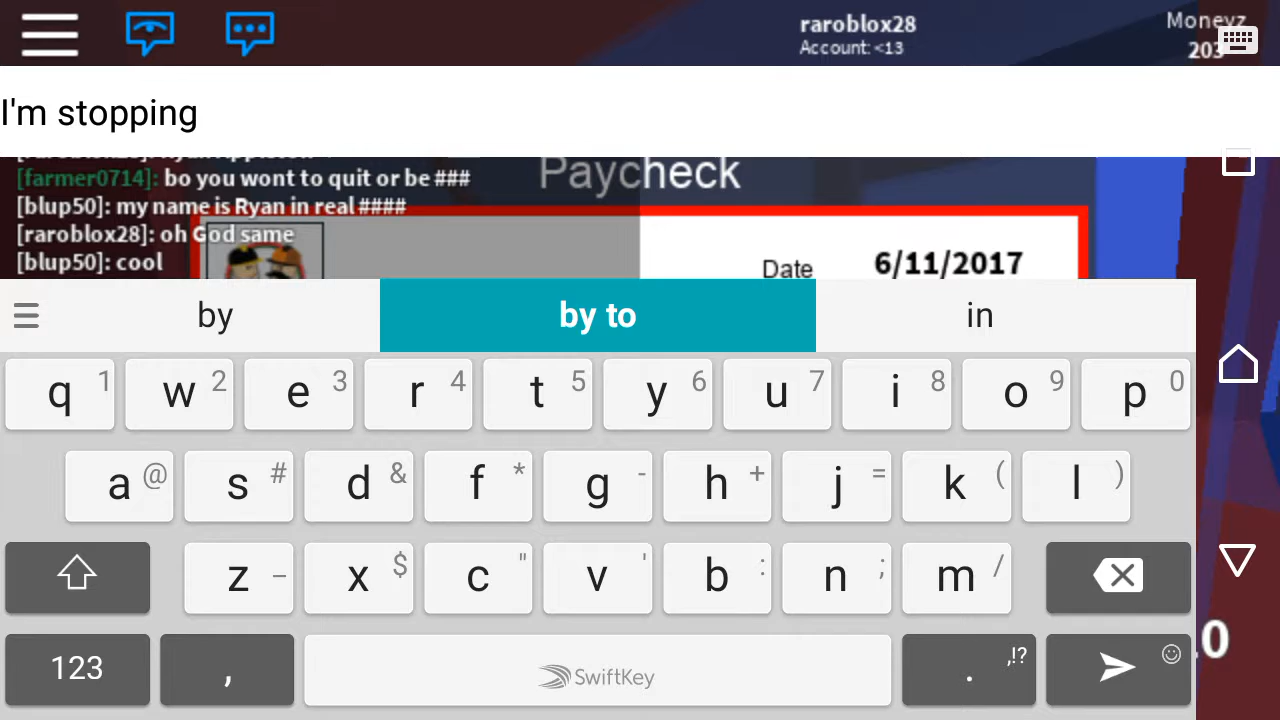 raroblox28
Account: <13
Moneyz
203
I'm stopping
Paycheck
[farmer0714]: bo you wont to quit or be ###
[blup50]: my name is Ryan in real ####
[raroblox28]: oh God same
[blup50]: cool
Date 6/11/2017
by by to in
q 1 w 2 e 3 r 4 t 5 y 6 u 7 i 8 o 9 p 0
a @ s # d & f * g - h + j = k ( l )
z _ x $ c " v ' b : n ; m /
123 , SwiftKey . ,!?
0